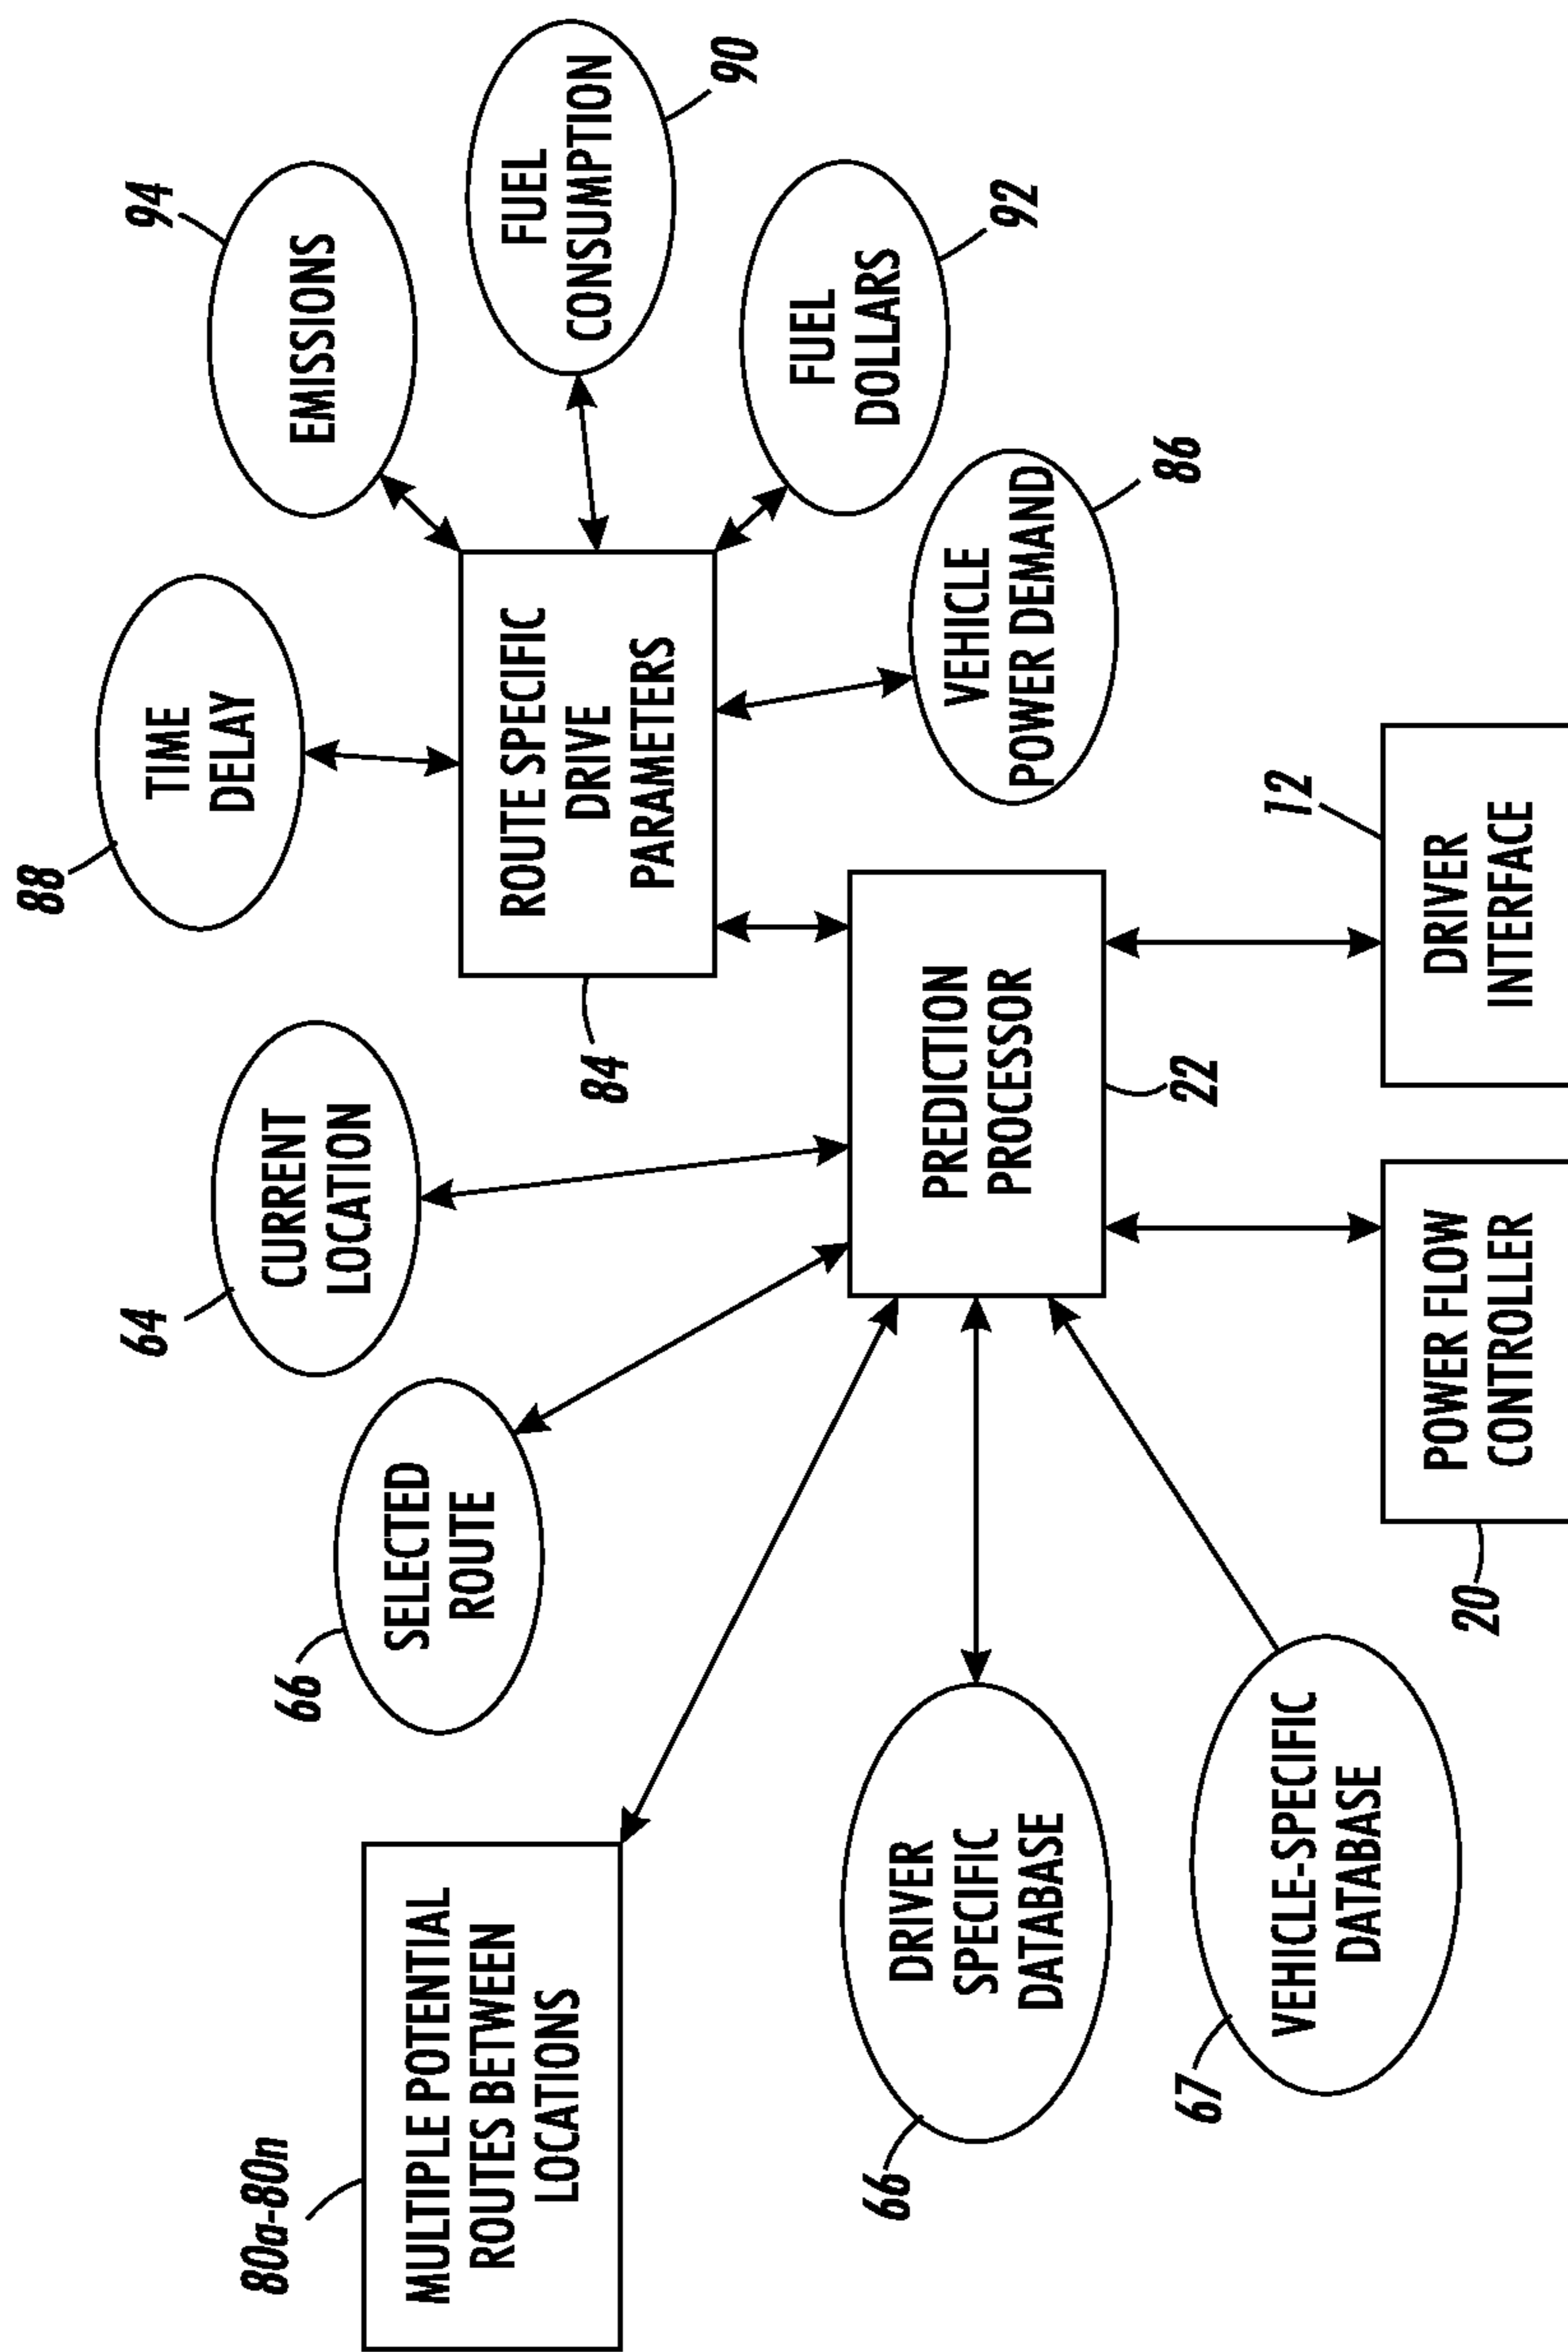 80a-80n
MULTIPLE POTENTIAL
ROUTES BETWEEN
LOCATIONS
66
SELECTED
ROUTE
64
CURRENT
LOCATION
88
TIME
DELAY
94
EMISSIONS
FUEL
CONSUMPTION
90
84
ROUTE SPECIFIC
DRIVE
PARAMETERS
FUEL
DOLLARS
92
VEHICLE
POWER DEMAND
86
66
DRIVER
SPECIFIC
DATABASE
PREDICTION
PROCESSOR
22
67
VEHICLE-SPECIFIC
DATABASE
20
POWER FLOW
CONTROLLER
12
DRIVER
INTERFACE